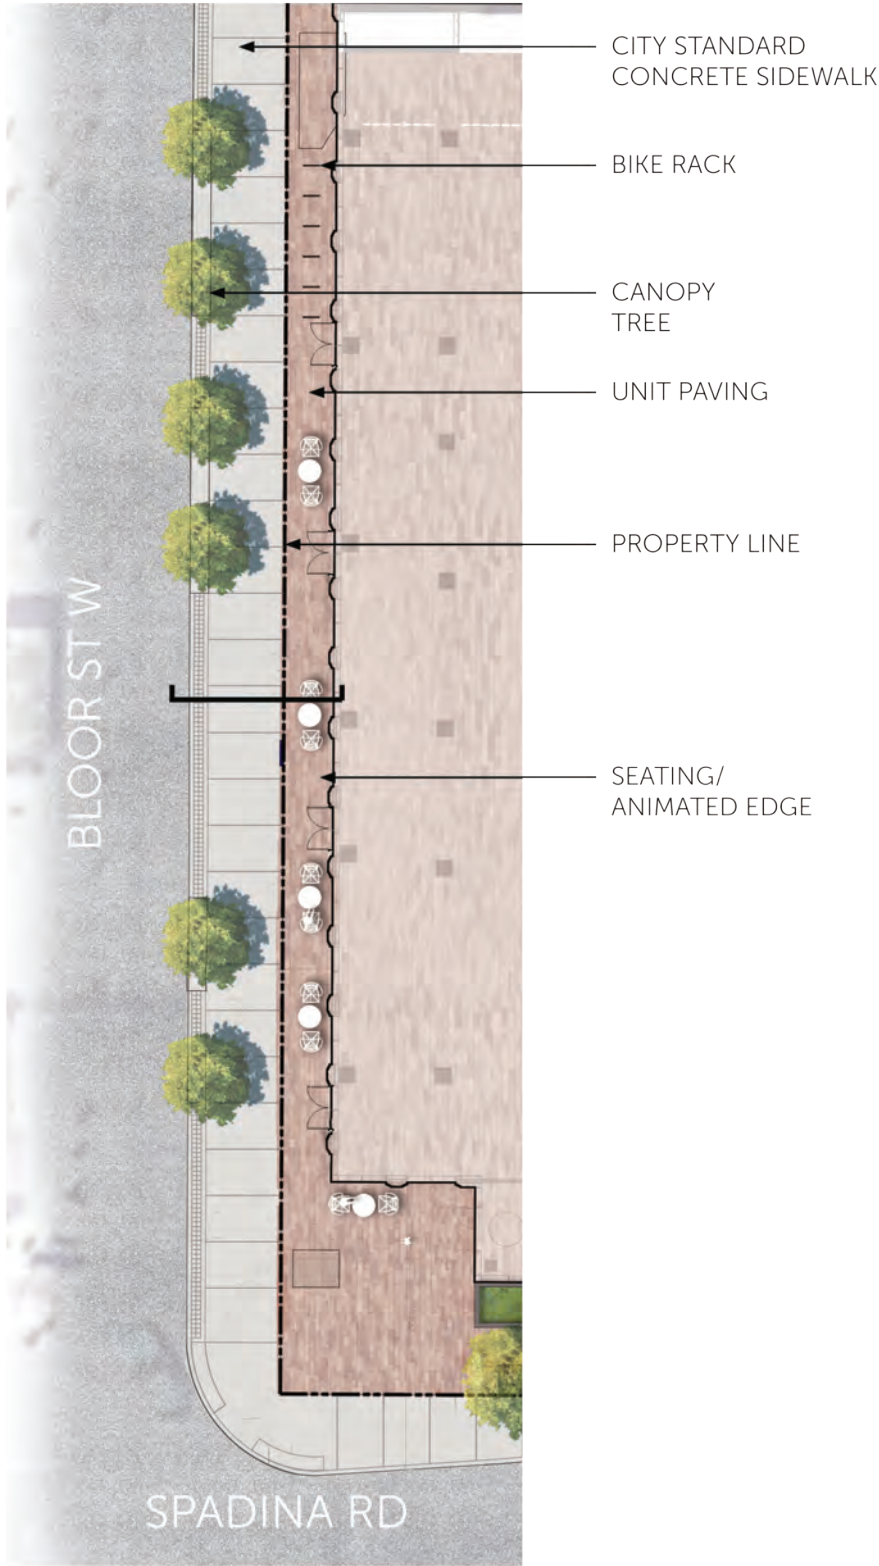 CITY STANDARD
CONCRETE SIDEWALK
BIKE RACK
CANOPY
TREE
UNIT PAVING
PROPERTY LINE
BLOOR ST W
SEATING/
ANIMATED EDGE
SPADINA RD